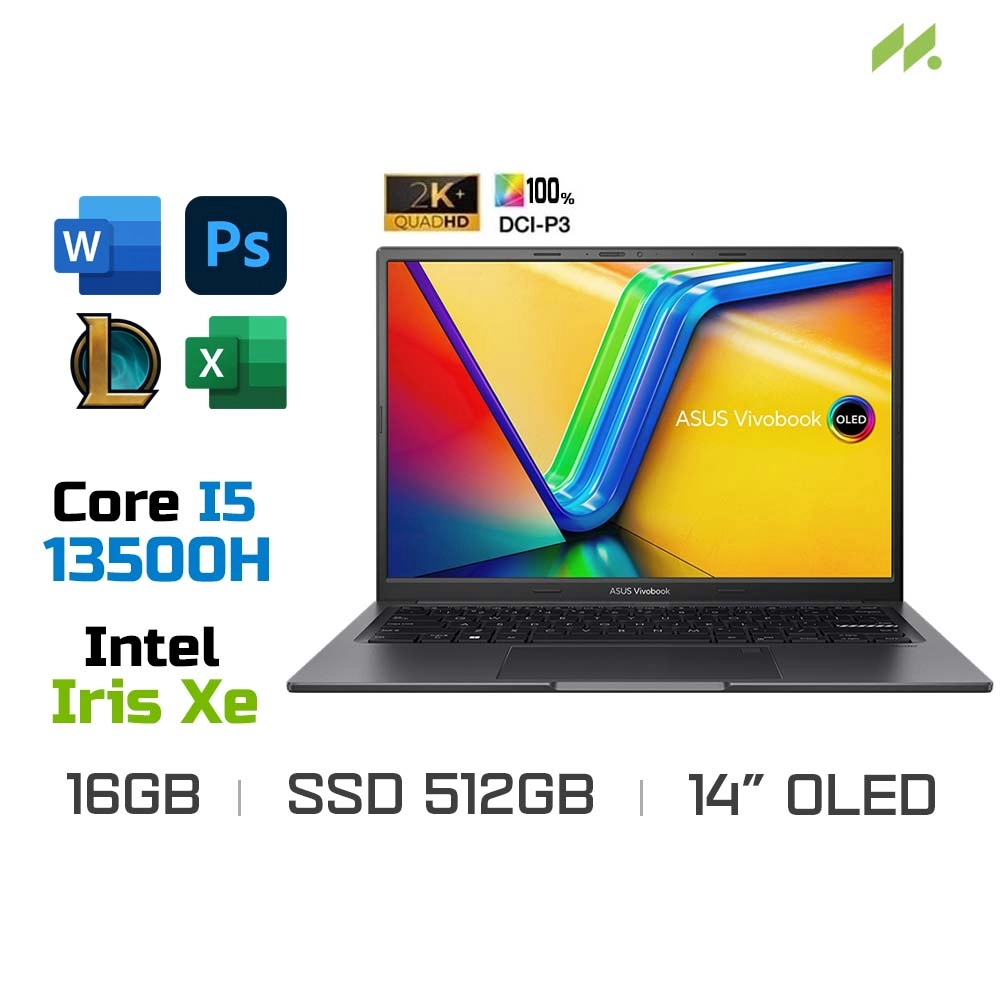 2K+
QUADHD
100%
DCI-P3
W
Ps
L
X
ASUS Vivobook OLED
ASUS Vivobook
Core I5
13500H
Intel
Iris Xe
16GB | SSD 512GB | 14” OLED